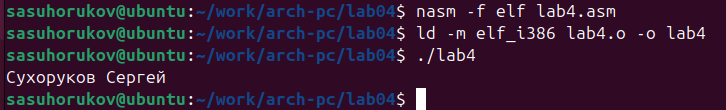 sasuhorukov@ubuntu:~/work/arch-pc/lab04$ nasm -f elf lab4.asm
sasuhorukov@ubuntu:~/work/arch-pc/lab04$ ld -m elf_i386 lab4.o -o lab4
sasuhorukov@ubuntu:~/work/arch-pc/lab04$ ./lab4
Сухоруков Сергей
sasuhorukov@ubuntu:~/work/arch-pc/lab04$